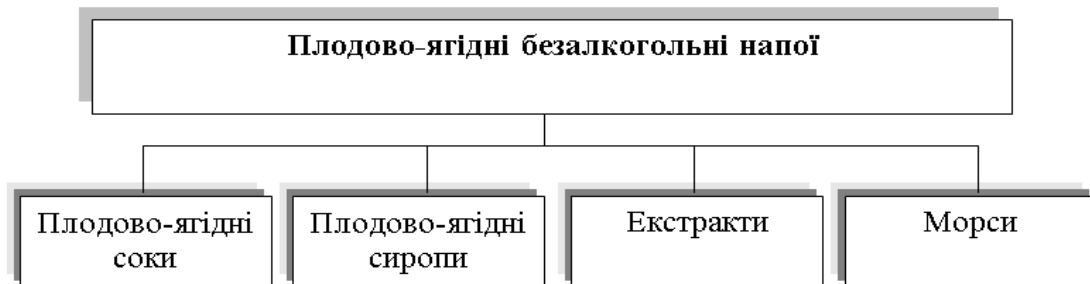 Плодово-ягідні безалкогольні напої
Плодово-ягідні
соки
Плодово-ягідні
сиропи
Екстракти
Морси